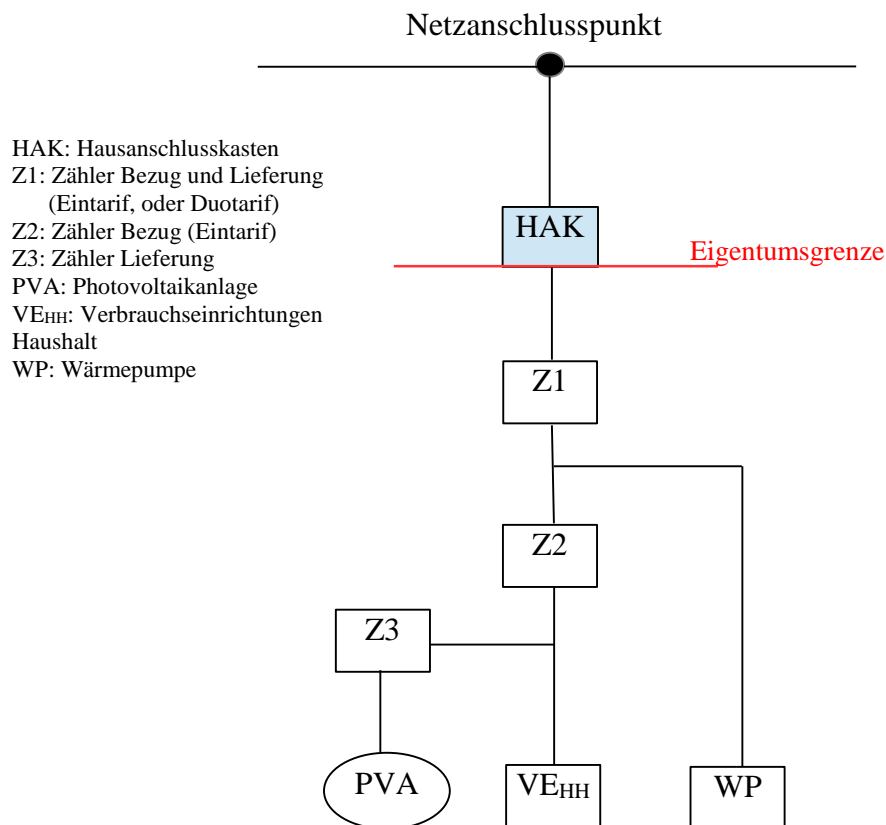 Netzanschlusspunkt
HAK: Hausanschlusskasten
Z1: Zähler Bezug und Lieferung
(Eintarif, oder Duotarif)
Z2: Zähler Bezug (Eintarif)
Z3: Zähler Lieferung
PVA: Photovoltaikanlage
VEHH: Verbrauchseinrichtungen
Haushalt
WP: Wärmepumpe
HAK
Eigentumsgrenze
Z1
Z2
Z3
PVA
VEHH
WP